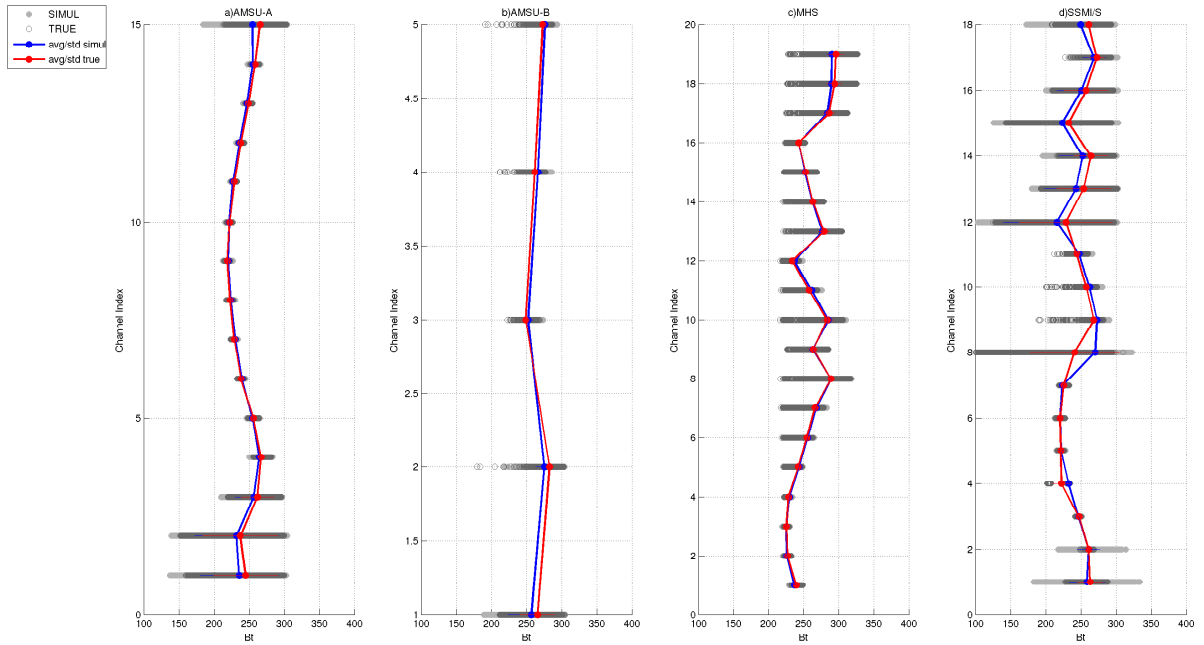 SIMUL
TRUE
avg/std simul
avg/std true
a)AMSU-A
15
10
5
0
Channel Index
100 150 200 250 300 350 400
Bt
b)AMSU-B
5
4.5
4
3.5
3
2.5
2
1.5
1
Channel Index
100 150 200 250 300 350 400
Bt
c)MHS
20
18
16
14
12
10
8
6
4
2
0
Channel Index
100 150 200 250 300 350 400
Bt
d)SSMI/S
18
16
14
12
10
8
6
4
2
0
Channel Index
100 150 200 250 300 350 400
Bt